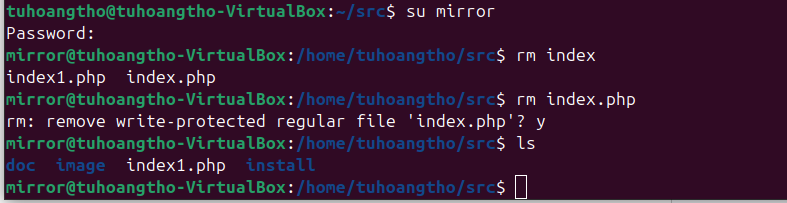 tuhoangtho@tuhoangtho-VirtualBox:~/src$ su mirror
Password:
mirror@tuhoangtho-VirtualBox:/home/tuhoangtho/src$ rm index
index1.php  index.php
mirror@tuhoangtho-VirtualBox:/home/tuhoangtho/src$ rm index.php
rm: remove write-protected regular file 'index.php'? y
mirror@tuhoangtho-VirtualBox:/home/tuhoangtho/src$ ls
doc  image  index1.php  install
mirror@tuhoangtho-VirtualBox:/home/tuhoangtho/src$